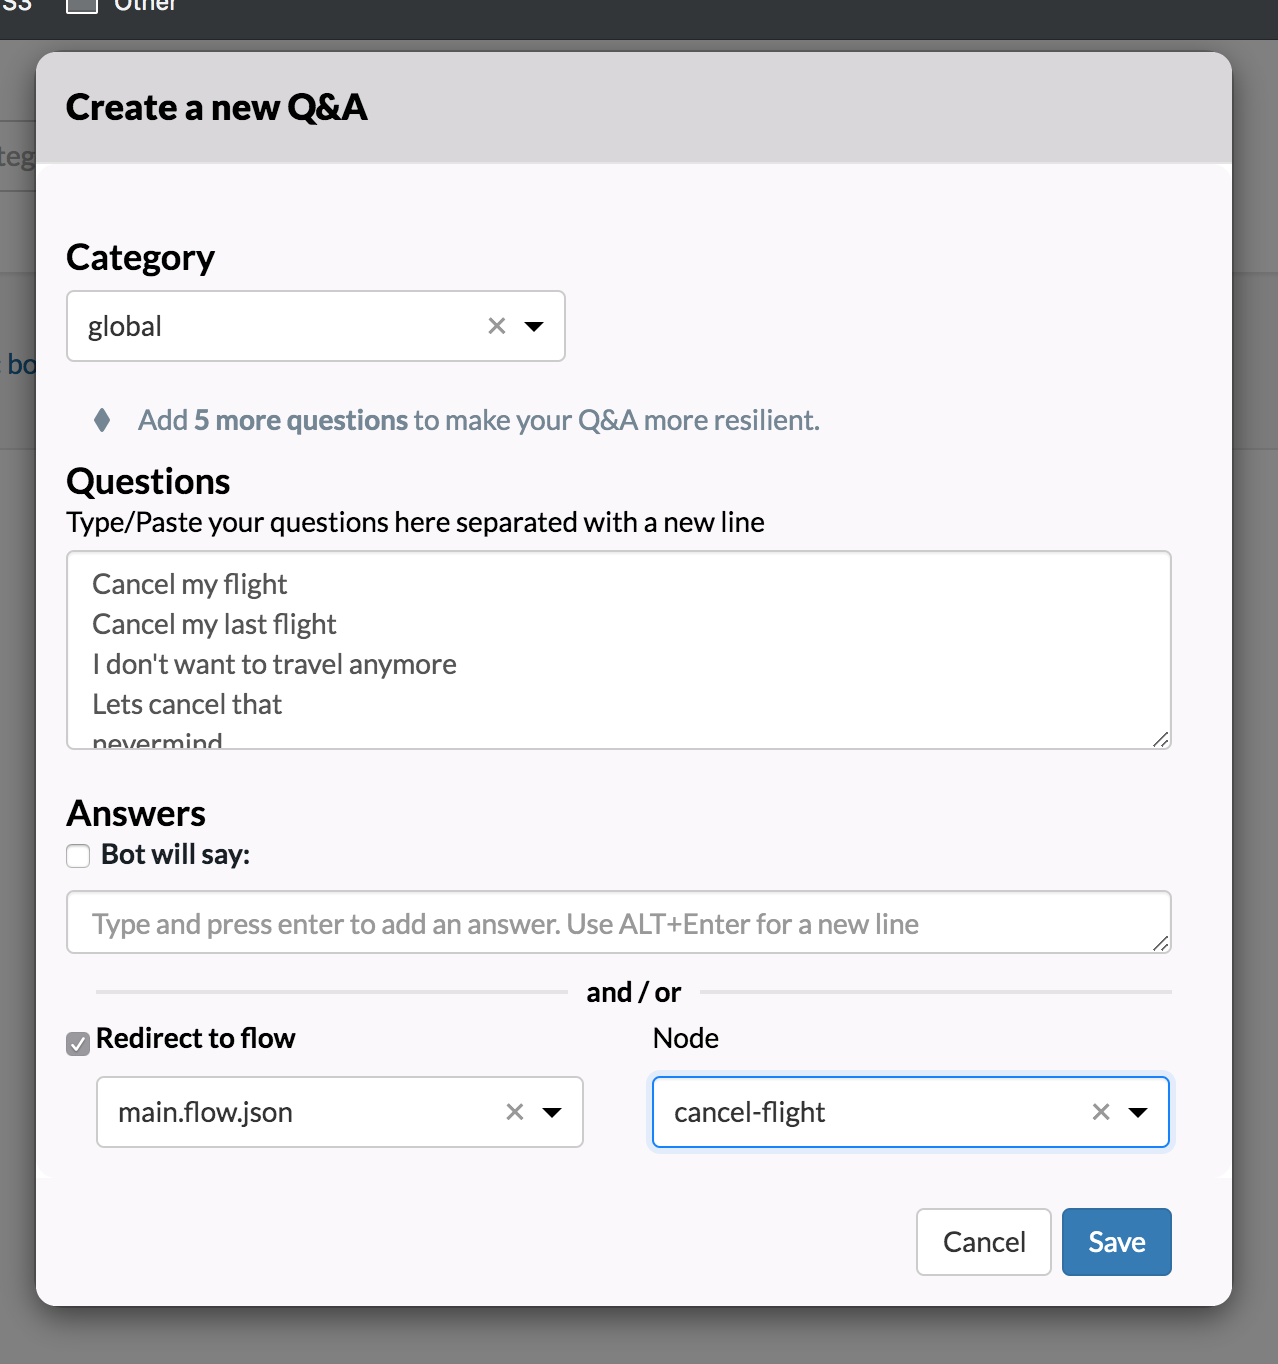 S3 Other
Create a new Q&A
Category
global
Add 5 more questions to make your Q&A more resilient.
Questions
Type/Paste your questions here separated with a new line
Cancel my flight
Cancel my last flight
I don't want to travel anymore
Lets cancel that
nevermind
Answers
Bot will say:
Type and press enter to add an answer. Use ALT+Enter for a new line
and / or
Redirect to flow Node
main.flow.json cancel-flight
Cancel Save